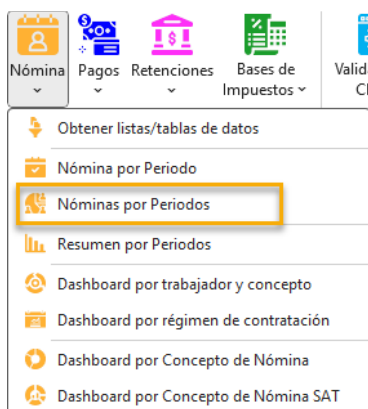 Nómina
Pagos
Retenciones
Bases de
Impuestos
Obtener listas/tablas de datos
Nómina por Periodo
Nóminas por Periodos
Resumen por Periodos
Dashboard por trabajador y concepto
Dashboard por régimen de contratación
Dashboard por Concepto de Nómina
Dashboard por Concepto de Nómina SAT